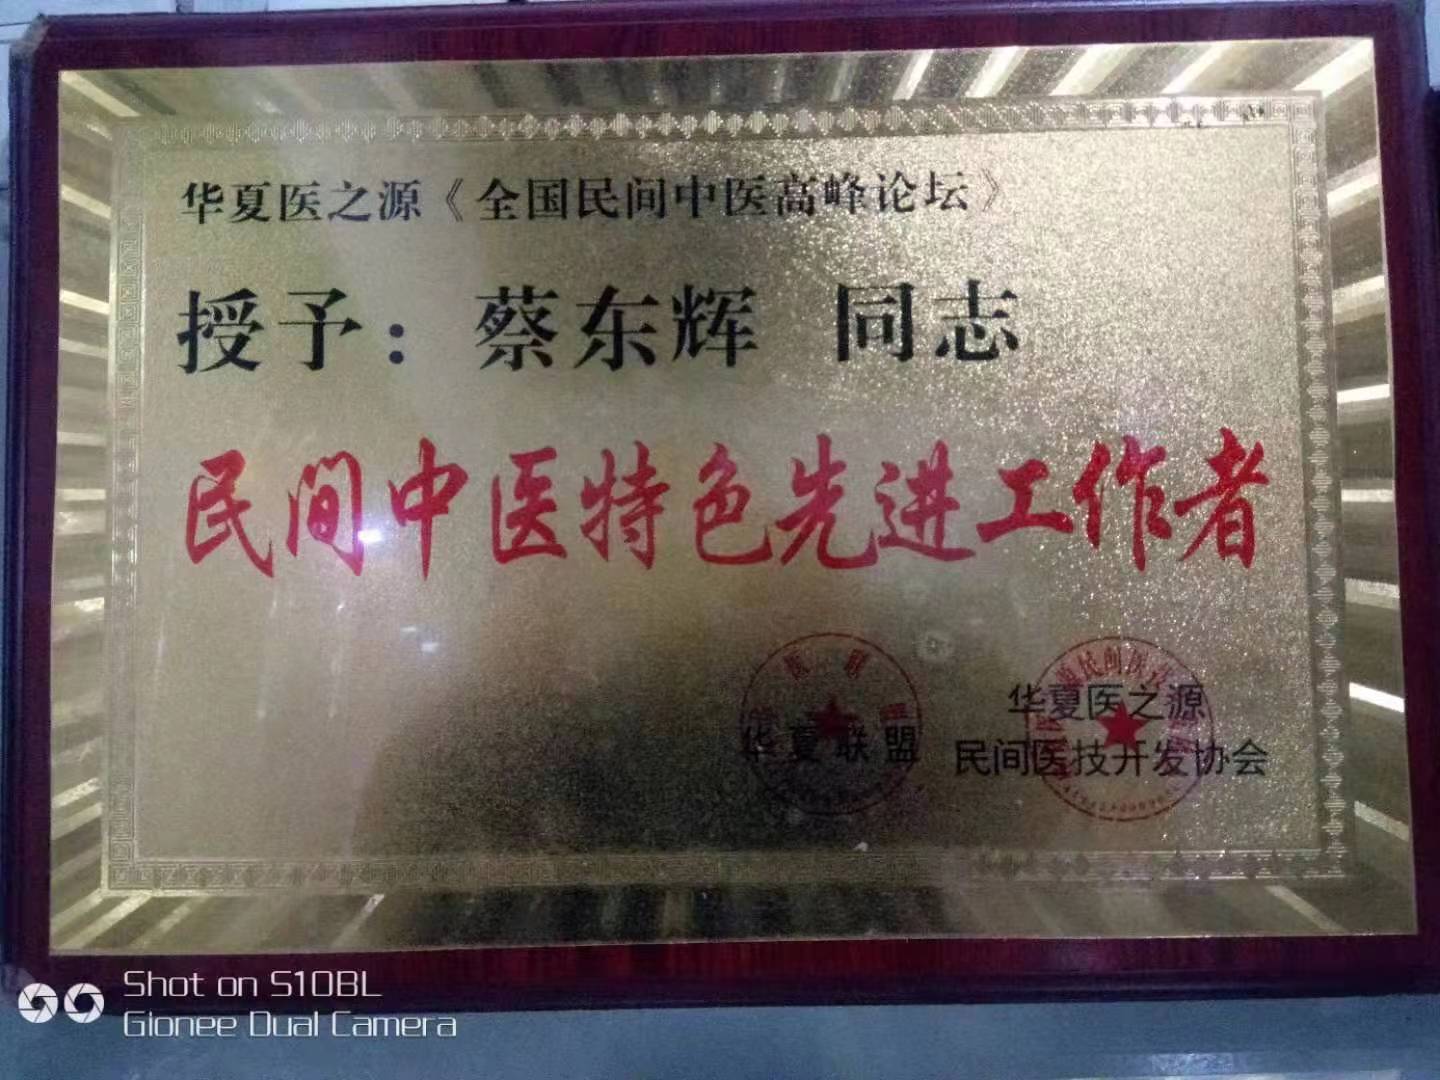 华夏医之源《全国民间中医高峰论坛》
授予：蔡东辉 同志
民间中医特色先进工作者
华夏联盟
华夏医之源
民间医技开发协会
Shot on S10BL
Gionee Dual Camera